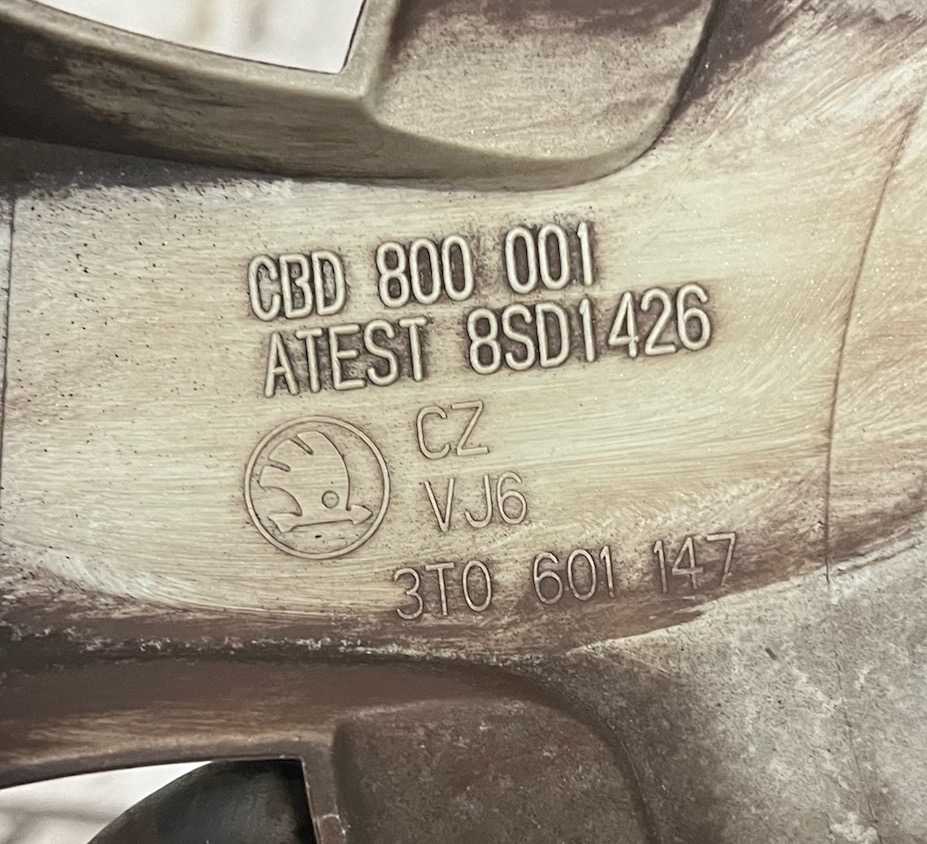 CBD 800 001
ATEST 8SD1426
CZ
VJ6
3T0 601 147